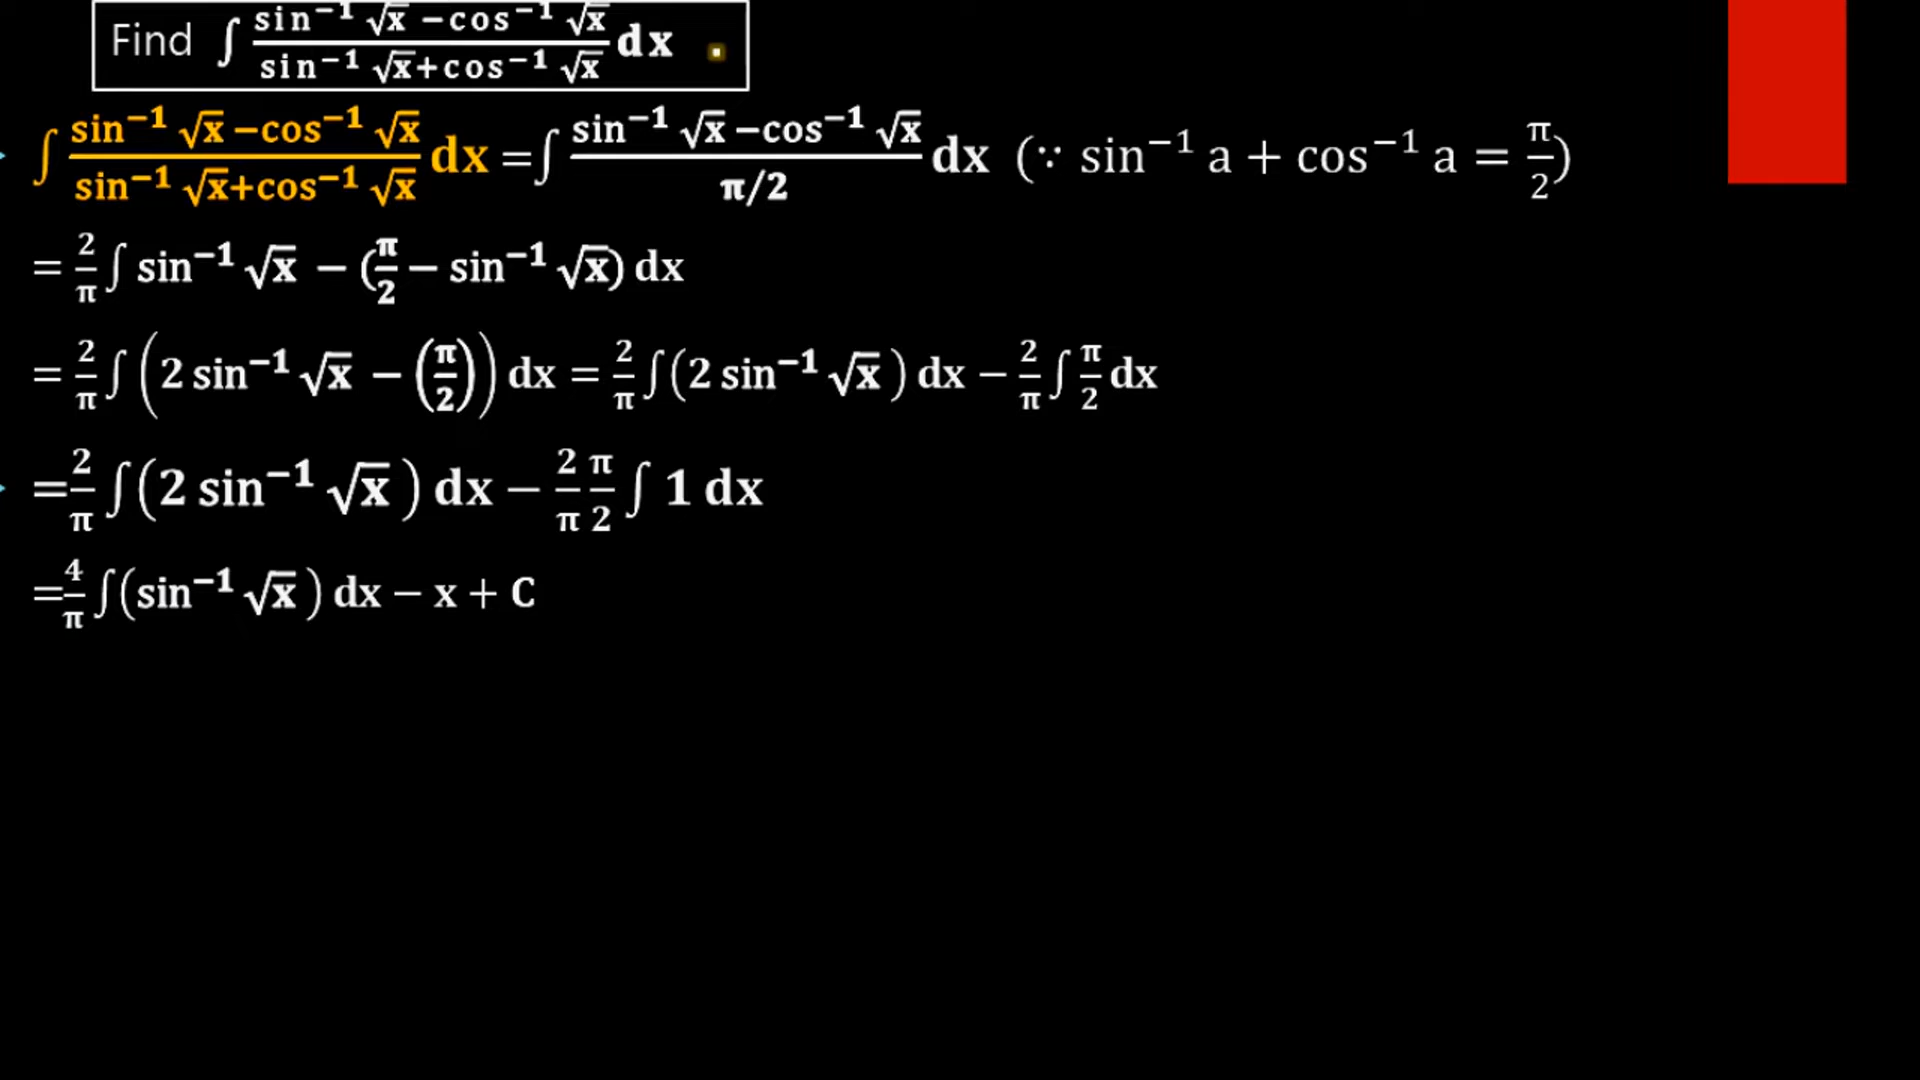 Find ∫ (sin⁻¹ √x − cos⁻¹ √x)/(sin⁻¹ √x + cos⁻¹ √x) dx .
∫ (sin⁻¹ √x − cos⁻¹ √x)/(sin⁻¹ √x + cos⁻¹ √x) dx = ∫ (sin⁻¹ √x − cos⁻¹ √x)/(π/2) dx (∵ sin⁻¹ a + cos⁻¹ a = π/2)
= 2/π ∫ sin⁻¹ √x − (π/2 − sin⁻¹ √x) dx
= 2/π ∫ (2 sin⁻¹ √x − (π/2)) dx = 2/π ∫ (2 sin⁻¹ √x) dx − 2/π ∫ π/2 dx
= 2/π ∫ (2 sin⁻¹ √x) dx − 2/π π/2 ∫ 1 dx
= 4/π ∫ (sin⁻¹ √x) dx − x + C